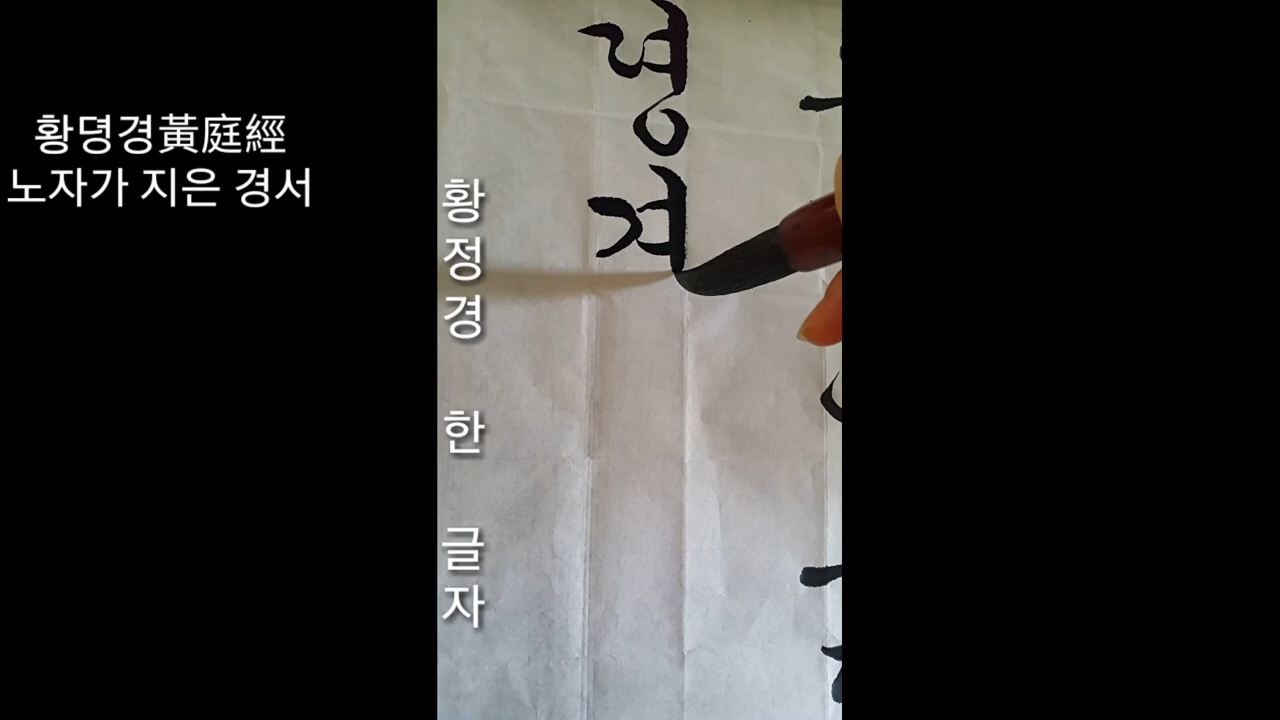 황뎡경黃庭經
노자가 지은 경서
황정경 한 글자
뎡겨